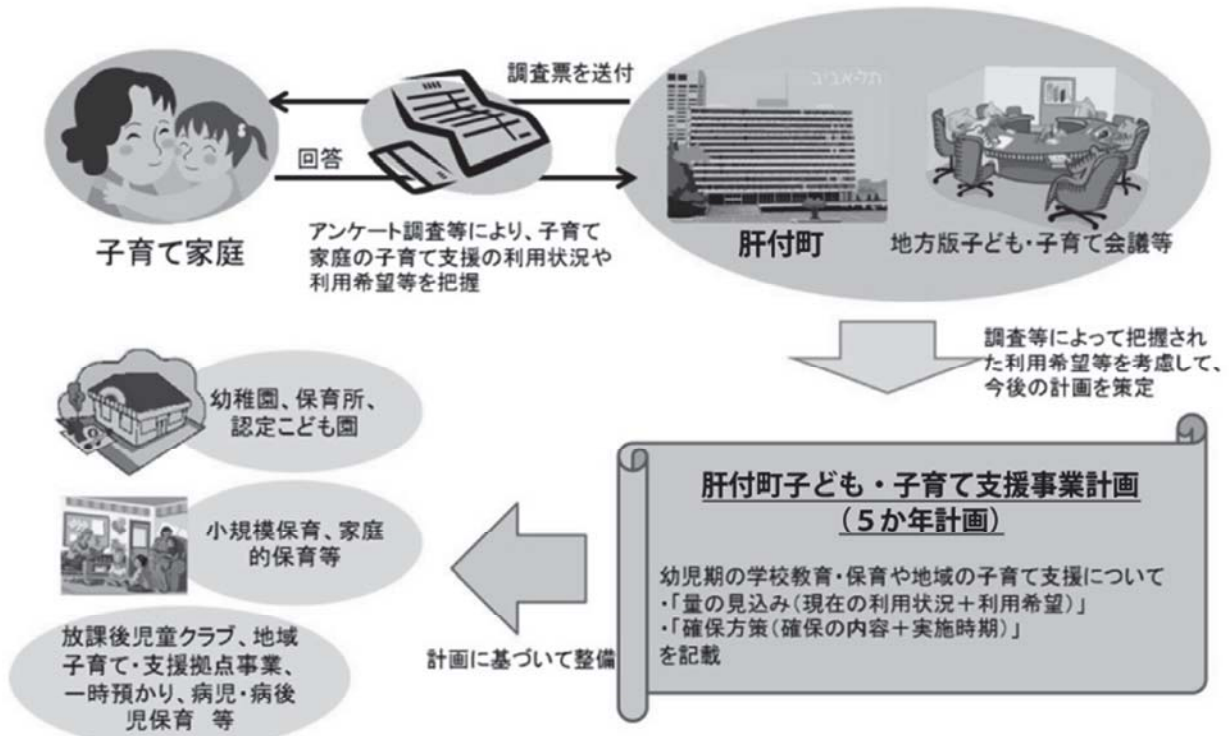 調査票を送付
תל-אביב
回答
子育て家庭
アンケート調査等により、子育て
家庭の子育て支援の利用状況や
利用希望等を把握
肝付町
地方版子ども・子育て会議等
調査等によって把握され
た利用希望等を考慮して、
今後の計画を策定
幼稚園、保育所、
認定こども園
小規模保育、家庭
的保育等
放課後児童クラブ、地域
子育て・支援拠点事業、
一時預かり、病児・病後
児保育 等
計画に基づいて整備
肝付町子ども・子育て支援事業計画
(５か年計画)
幼児期の学校教育・保育や地域の子育て支援について
・「量の見込み(現在の利用状況＋利用希望)」
・「確保方策(確保の内容＋実施時期)」
を記載